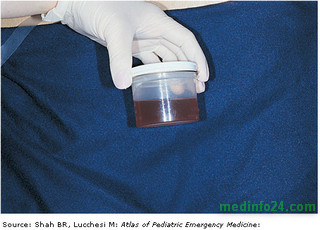 medinfo24.com
Source: Shah BR, Lucchesi M: Atlas of Pediatric Emergency Medicine: